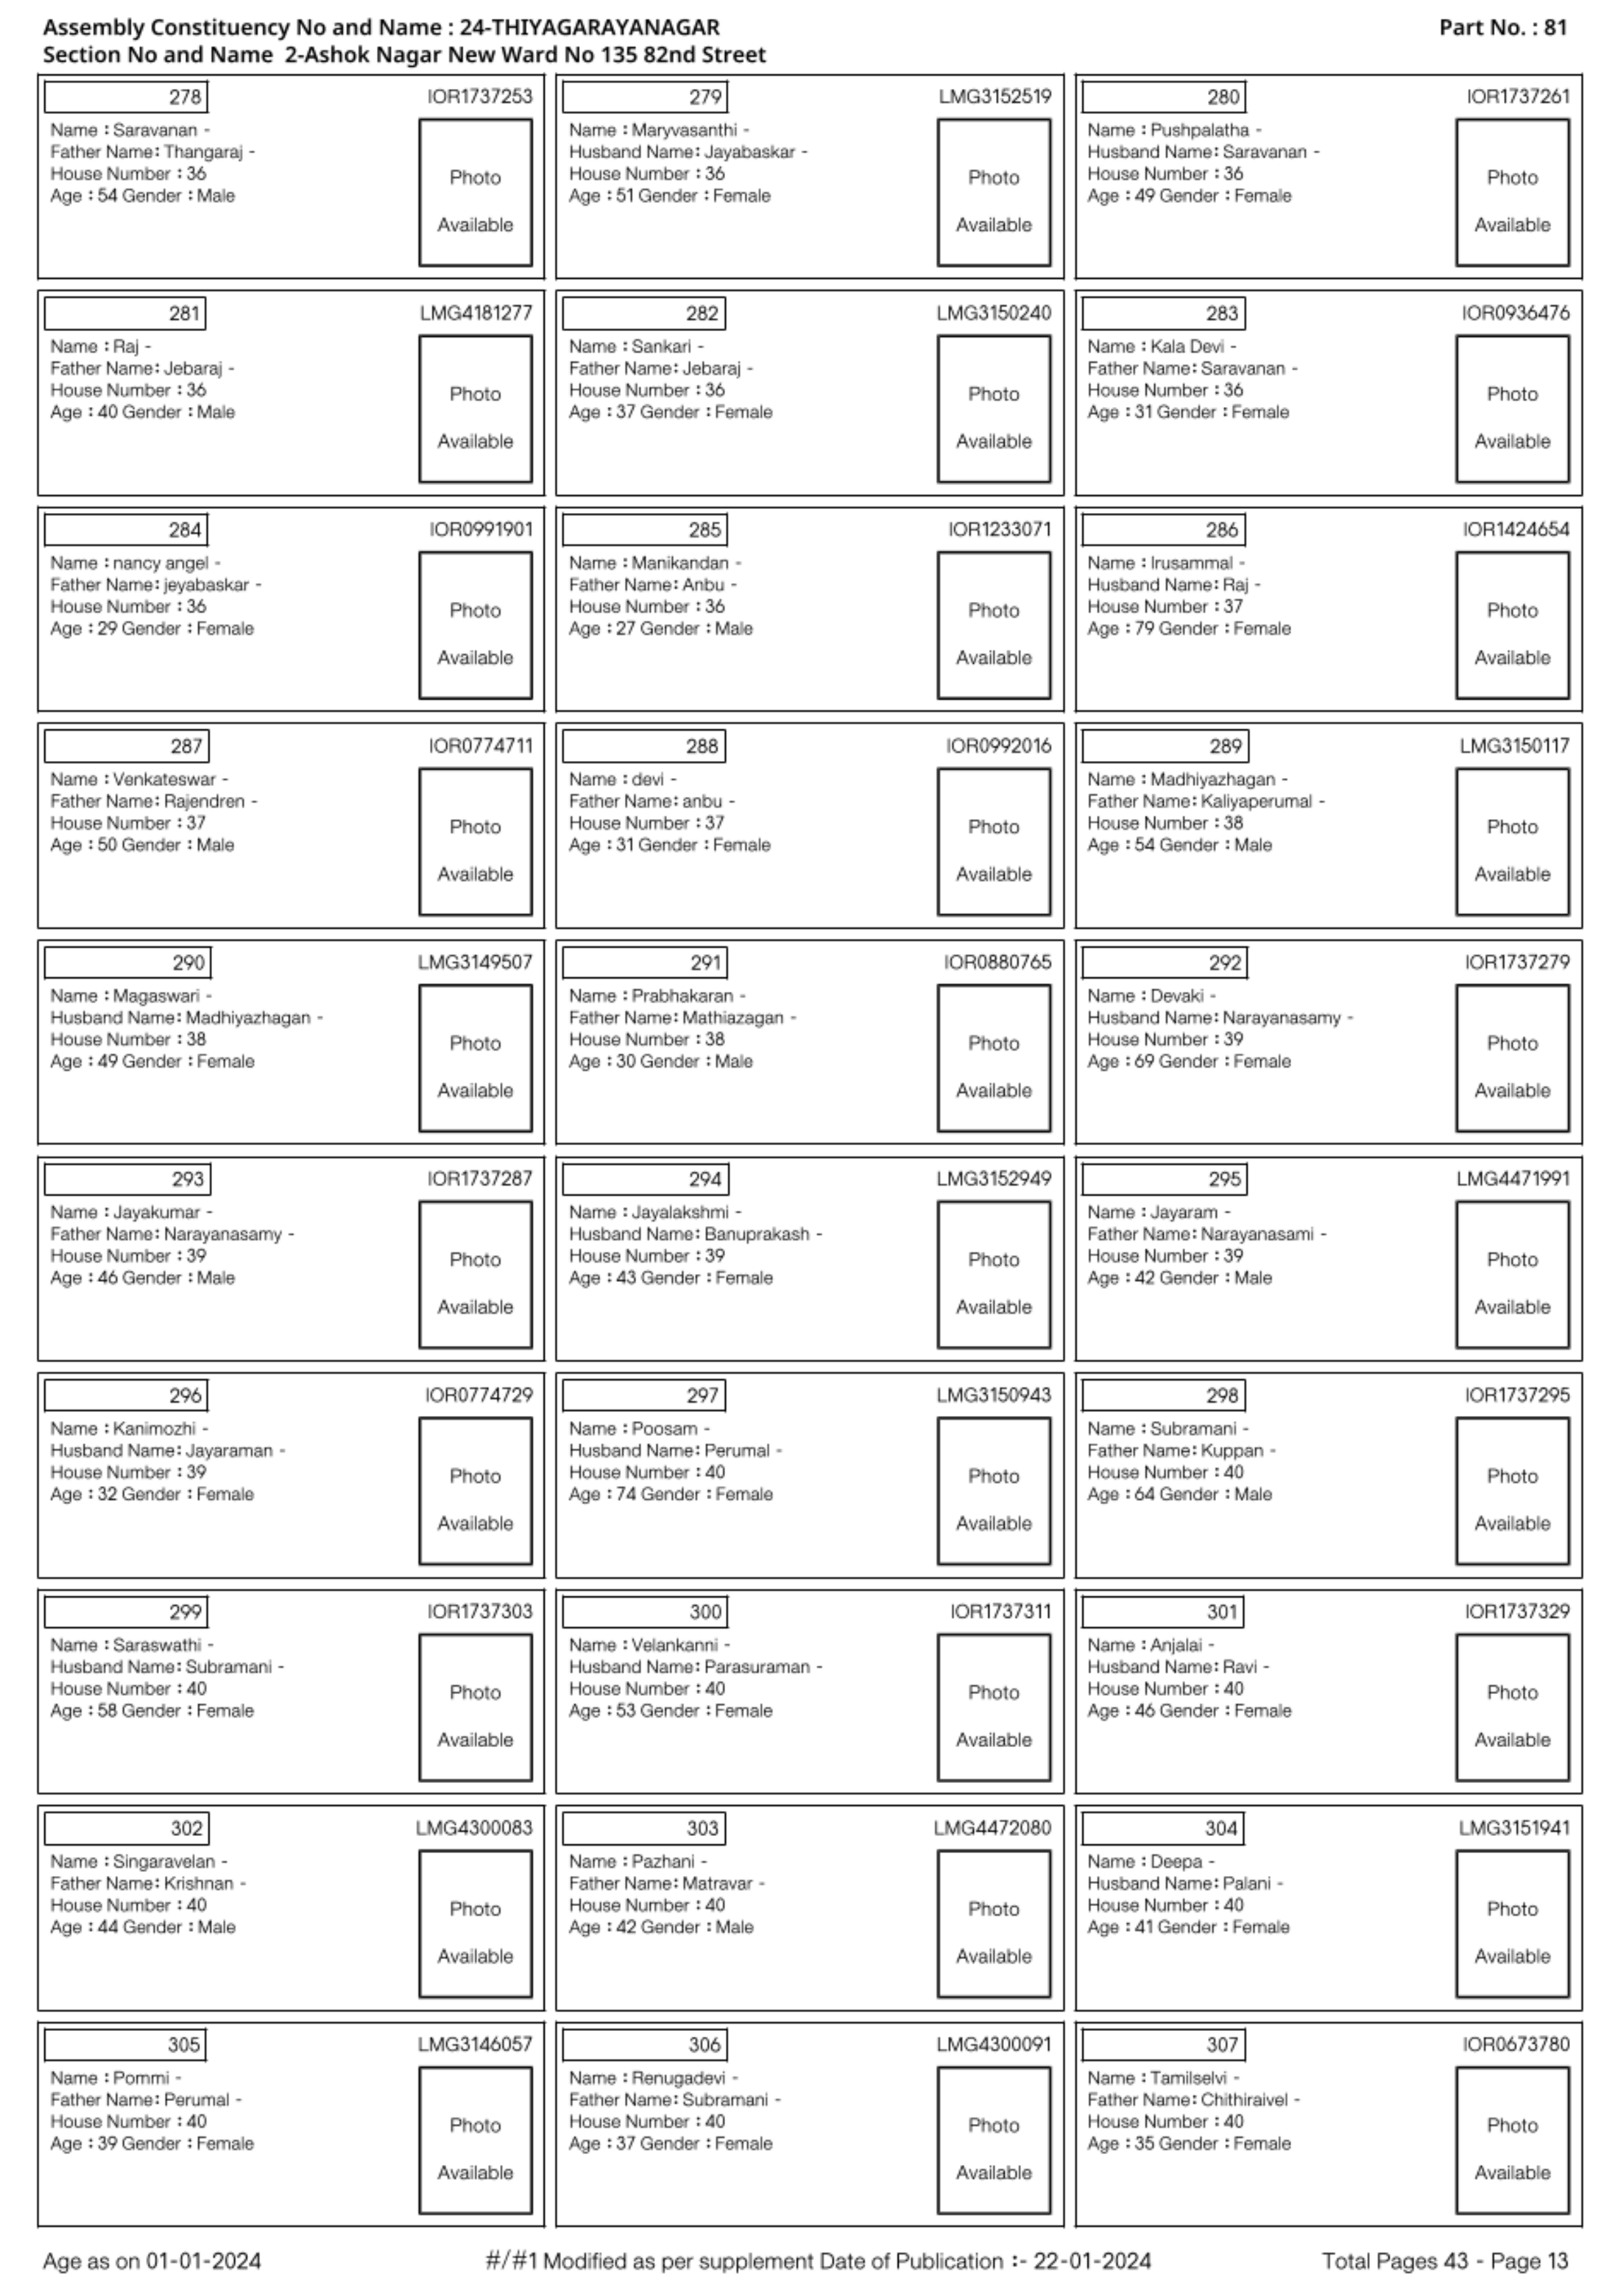 Assembly Constituency No and Name : 24-THIYAGARAYANAGAR Part No. : 81
Section No and Name 2-Ashok Nagar New Ward No 135 82nd Street
278 IOR1737253
Name : Saravanan -
Father Name: Thangaraj -
House Number : 36
Age : 54 Gender : Male
Photo
Available
279 LMG3152519
Name : Maryvasanthi -
Husband Name: Jayabaskar -
House Number : 36
Age : 51 Gender : Female
Photo
Available
280 IOR1737261
Name : Pushpalatha -
Husband Name: Saravanan -
House Number : 36
Age : 49 Gender : Female
Photo
Available
281 LMG4181277
Name : Raj -
Father Name: Jebaraj -
House Number : 36
Age : 40 Gender : Male
Photo
Available
282 LMG3150240
Name : Sankari -
Father Name: Jebaraj -
House Number : 36
Age : 37 Gender : Female
Photo
Available
283 IOR0936476
Name : Kala Devi -
Father Name: Saravanan -
House Number : 36
Age : 31 Gender : Female
Photo
Available
284 IOR0991901
Name : nancy angel -
Father Name: jeyabaskar -
House Number : 36
Age : 29 Gender : Female
Photo
Available
285 IOR1233071
Name : Manikandan -
Father Name: Anbu -
House Number : 36
Age : 27 Gender : Male
Photo
Available
286 IOR1424654
Name : Irusammal -
Husband Name: Raj -
House Number : 37
Age : 79 Gender : Female
Photo
Available
287 IOR0774711
Name : Venkateswar -
Father Name: Rajendren -
House Number : 37
Age : 50 Gender : Male
Photo
Available
288 IOR0992016
Name : devi -
Father Name: anbu -
House Number : 37
Age : 31 Gender : Female
Photo
Available
289 LMG3150117
Name : Madhiyazhagan -
Father Name: Kaliyaperumal -
House Number : 38
Age : 54 Gender : Male
Photo
Available
290 LMG3149507
Name : Magaswari -
Husband Name: Madhiyazhagan -
House Number : 38
Age : 49 Gender : Female
Photo
Available
291 IOR0880765
Name : Prabhakaran -
Father Name: Mathiazagan -
House Number : 38
Age : 30 Gender : Male
Photo
Available
292 IOR1737279
Name : Devaki -
Husband Name: Narayanasamy -
House Number : 39
Age : 69 Gender : Female
Photo
Available
293 IOR1737287
Name : Jayakumar -
Father Name: Narayanasamy -
House Number : 39
Age : 46 Gender : Male
Photo
Available
294 LMG3152949
Name : Jayalakshmi -
Husband Name: Banuprakash -
House Number : 39
Age : 43 Gender : Female
Photo
Available
295 LMG4471991
Name : Jayaram -
Father Name: Narayanasami -
House Number : 39
Age : 42 Gender : Male
Photo
Available
296 IOR0774729
Name : Kanimozhi -
Husband Name: Jayaraman -
House Number : 39
Age : 32 Gender : Female
Photo
Available
297 LMG3150943
Name : Poosam -
Husband Name: Perumal -
House Number : 40
Age : 74 Gender : Female
Photo
Available
298 IOR1737295
Name : Subramani -
Father Name: Kuppan -
House Number : 40
Age : 64 Gender : Male
Photo
Available
299 IOR1737303
Name : Saraswathi -
Husband Name: Subramani -
House Number : 40
Age : 58 Gender : Female
Photo
Available
300 IOR1737311
Name : Velankanni -
Husband Name: Parasuraman -
House Number : 40
Age : 53 Gender : Female
Photo
Available
301 IOR1737329
Name : Anjalai -
Husband Name: Ravi -
House Number : 40
Age : 46 Gender : Female
Photo
Available
302 LMG4300083
Name : Singaravelan -
Father Name: Krishnan -
House Number : 40
Age : 44 Gender : Male
Photo
Available
303 LMG4472080
Name : Pazhani -
Father Name: Matravar -
House Number : 40
Age : 42 Gender : Male
Photo
Available
304 LMG3151941
Name : Deepa -
Husband Name: Palani -
House Number : 40
Age : 41 Gender : Female
Photo
Available
305 LMG3146057
Name : Pommi -
Father Name: Perumal -
House Number : 40
Age : 39 Gender : Female
Photo
Available
306 LMG4300091
Name : Renugadevi -
Father Name: Subramani -
House Number : 40
Age : 37 Gender : Female
Photo
Available
307 IOR0673780
Name : Tamilselvi -
Father Name: Chithiraivel -
House Number : 40
Age : 35 Gender : Female
Photo
Available
Age as on 01-01-2024 #/#1 Modified as per supplement Date of Publication :- 22-01-2024 Total Pages 43 - Page 13